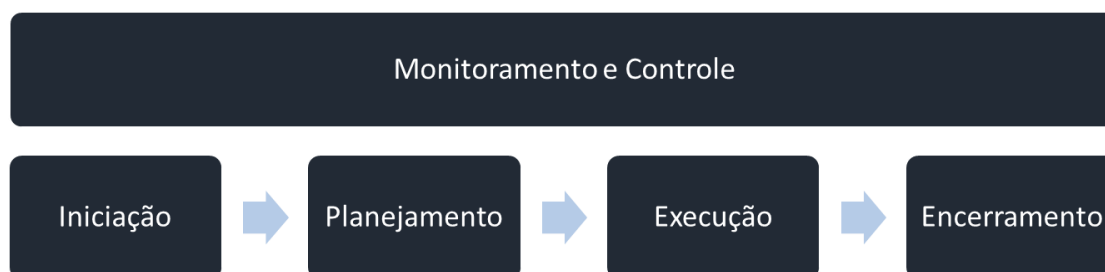 Monitoramento e Controle
Iniciação
Planejamento
Execução
Encerramento